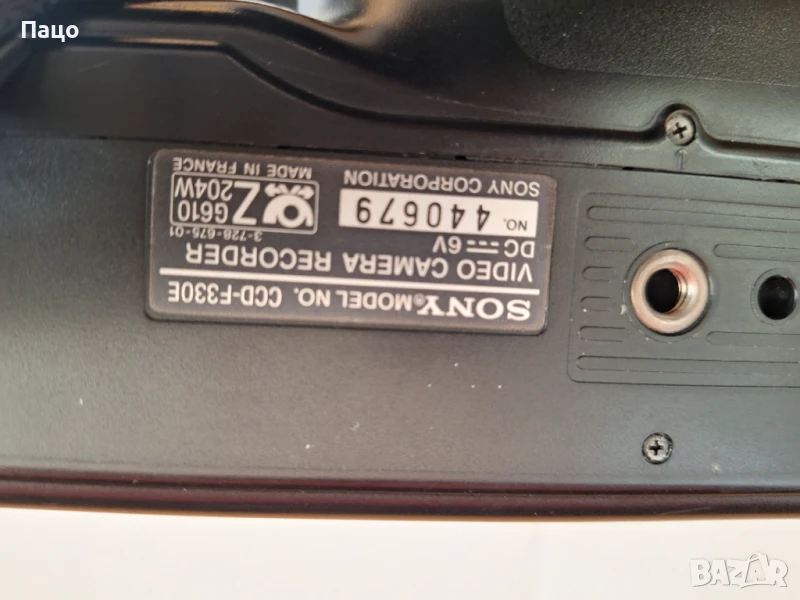 Пацо
SONY® MODEL NO. CCD-F330E
VIDEO CAMERA RECORDER
DC ⎓ 6V
3-728-675-01
NO. 440679
G610
Z 204W
SONY CORPORATION
MADE IN FRANCE
BAZAR